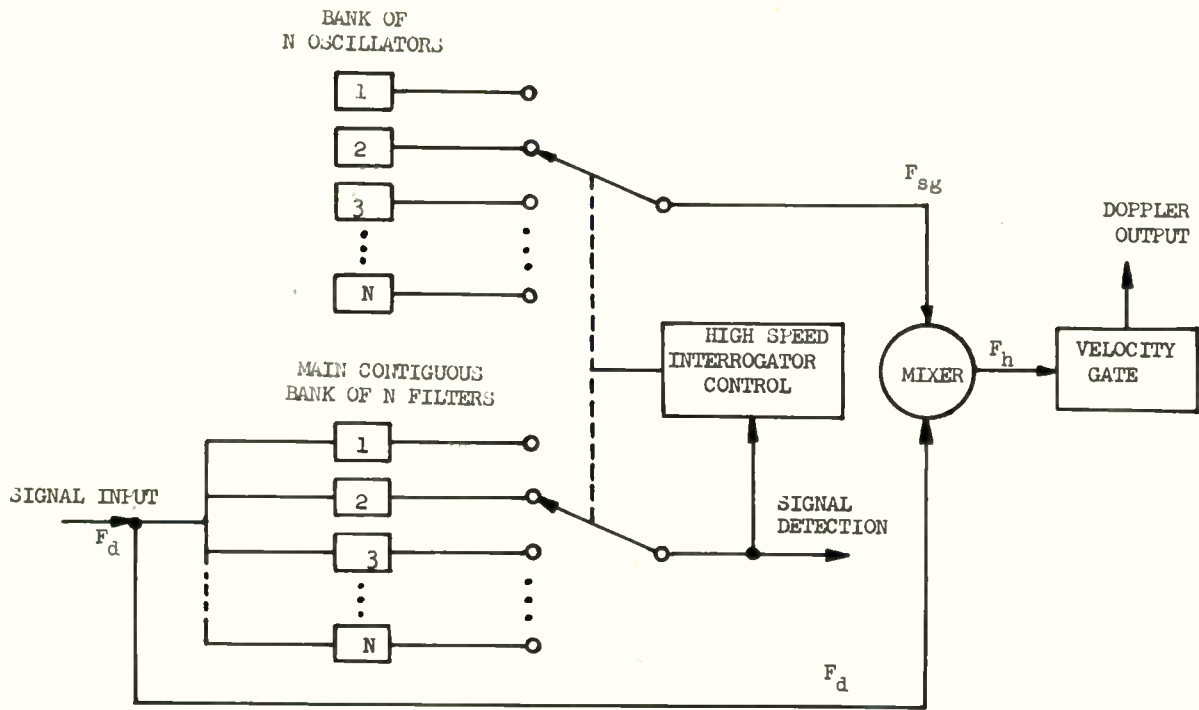 BANK OF
N OSCILLATORS
1
2
3
N
F_sg
DOPPLER
OUTPUT
HIGH SPEED
INTERROGATOR
CONTROL
MIXER
F_h
VELOCITY
GATE
MAIN CONTIGUOUS
BANK OF N FILTERS
1
2
3
N
SIGNAL INPUT
F_d
SIGNAL
DETECTION
F_d